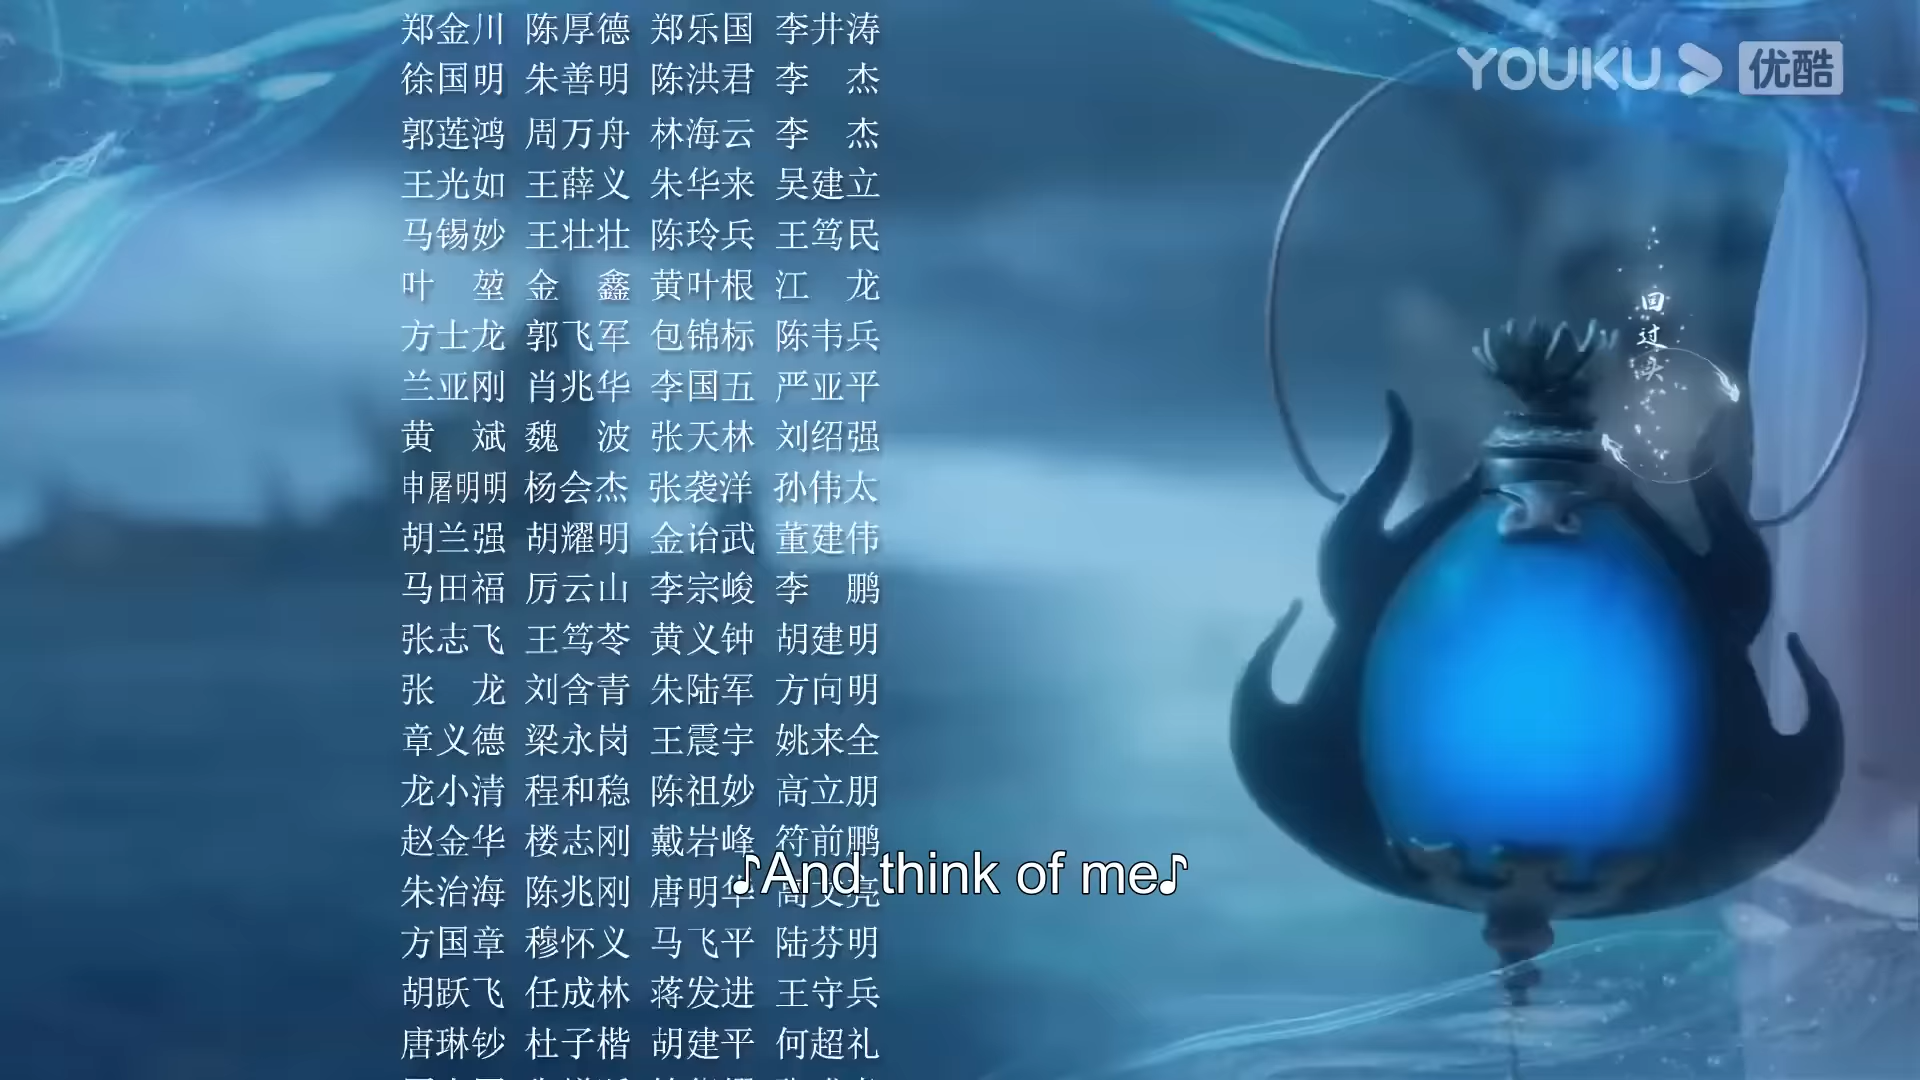 郑金川 陈厚德 郑乐国 李井涛
YOUKU 优酷
徐国明 朱善明 陈洪君 李 杰
郭莲鸿 周万舟 林海云 李 杰
王光如 王薛义 朱华来 吴建立
马锡妙 王壮壮 陈玲兵 王笃民
叶 堃 金 鑫 黄叶根 江 龙
方士龙 郭飞军 包锦标 陈韦兵
兰亚刚 肖兆华 李国五 严亚平
黄 斌 魏 波 张天林 刘绍强
申屠明明 杨会杰 张袭洋 孙伟太
胡兰强 胡耀明 金诒武 董建伟
马田福 厉云山 李宗峻 李 鹏
张志飞 王笃苓 黄义钟 胡建明
张 龙 刘含青 朱陆军 方向明
章义德 梁永岗 王震宇 姚来全
龙小清 程和稳 陈祖妙 高立朋
赵金华 楼志刚 戴岩峰 符前鹏
朱治海 陈兆刚 唐明华 高文亮
方国章 穆怀义 马飞平 陆芬明
胡跃飞 任成林 蒋发进 王守兵
唐琳钞 杜子楷 胡建平 何超礼
回过头
♪And think of me♪